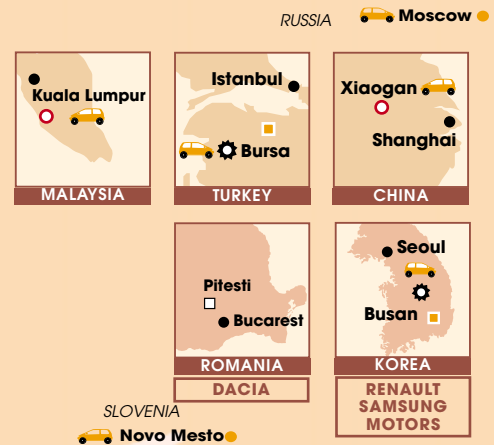 RUSSIA
Moscow
Kuala Lumpur
MALAYSIA
Istanbul
Bursa
TURKEY
Xiaogan
Shanghai
CHINA
Pitesti
Bucarest
ROMANIA
DACIA
Seoul
Busan
KOREA
RENAULT
SAMSUNG
MOTORS
SLOVENIA
Novo Mesto